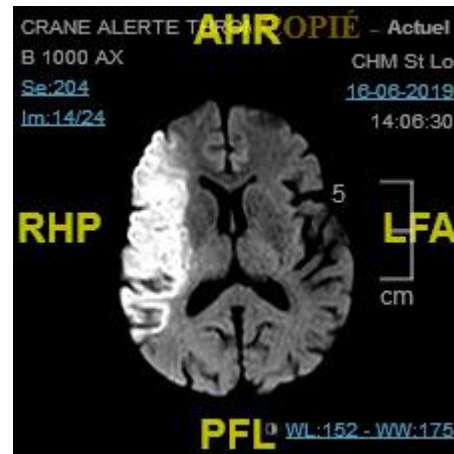 CRANE ALERTE
AHR
OPIÉ - Actuel
B 1000 AX
CHM St Lo
Se:204
16-06-2019
Im:14/24
14:06:30
5
RHP
LFA
cm
PFL
WL:152 - WW:175